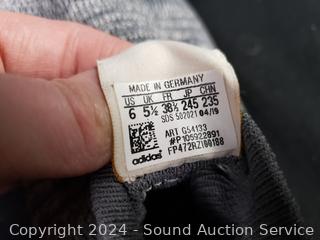 MADE IN GERMANY
US UK FR JP CHN
6 5½ 38⅔ 245 235
SDS 502021 04/19
ART G54133
#P105922891
FP472RZ100188
adidas
Copyright 2024 - Sound Auction Service